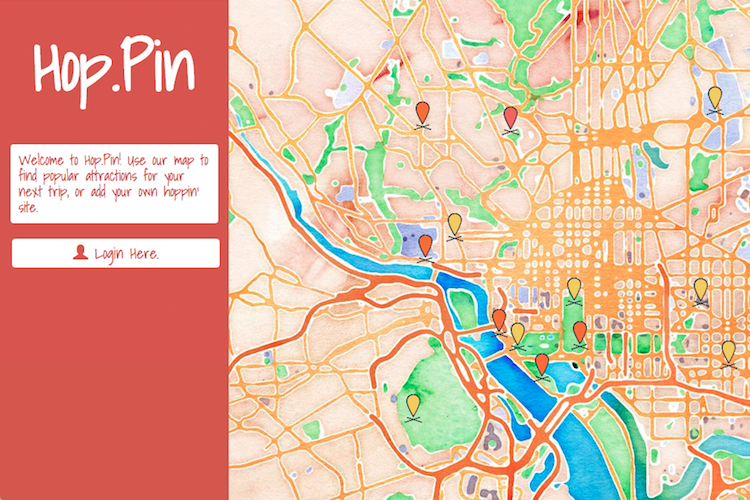 Hop.Pin
Welcome to Hop.Pin! Use our map to
find popular attractions for your
next trip, or add your own hoppin'
site.
Login Here.